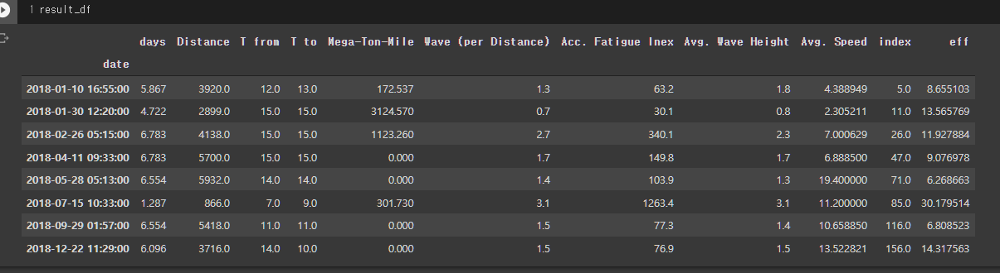 1 result_df
days Distance T from T to Mega-Ton-Mile Wave (per Distance) Acc. Fatigue Inex Avg. Wave Height Avg. Speed index eff
date
2018-01-10 16:55:00 5.867 3920.0 12.0 13.0 172.537 1.3 63.2 1.8 4.388949 5.0 8.655103
2018-01-30 12:20:00 4.722 2899.0 15.0 15.0 3124.570 0.7 30.1 0.8 2.305211 11.0 13.565769
2018-02-26 05:15:00 6.783 4138.0 15.0 15.0 1123.260 2.7 340.1 2.3 7.000629 26.0 11.927884
2018-04-11 09:33:00 6.783 5700.0 15.0 15.0 0.000 1.7 149.8 1.7 6.888500 47.0 9.076978
2018-05-28 05:13:00 6.554 5932.0 14.0 14.0 0.000 1.4 103.9 1.3 19.400000 71.0 6.268663
2018-07-15 10:33:00 1.287 866.0 7.0 9.0 301.730 3.1 1263.4 3.1 11.200000 85.0 30.179514
2018-09-29 01:57:00 6.554 5418.0 11.0 11.0 0.000 1.5 77.3 1.4 10.658850 116.0 6.808523
2018-12-22 11:29:00 6.096 3716.0 14.0 10.0 0.000 1.5 76.9 1.5 13.522821 156.0 14.317563